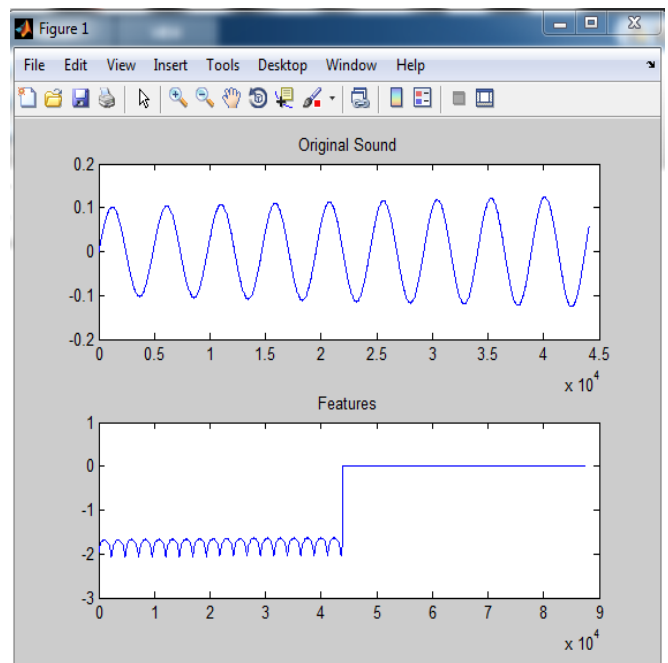 Figure 1
File Edit View Insert Tools Desktop Window Help
Original Sound
0.2
0.1
0
-0.1
-0.2
0 0.5 1 1.5 2 2.5 3 3.5 4 4.5
x 10^4
Features
1
0
-1
-2
-3
0 1 2 3 4 5 6 7 8 9
x 10^4